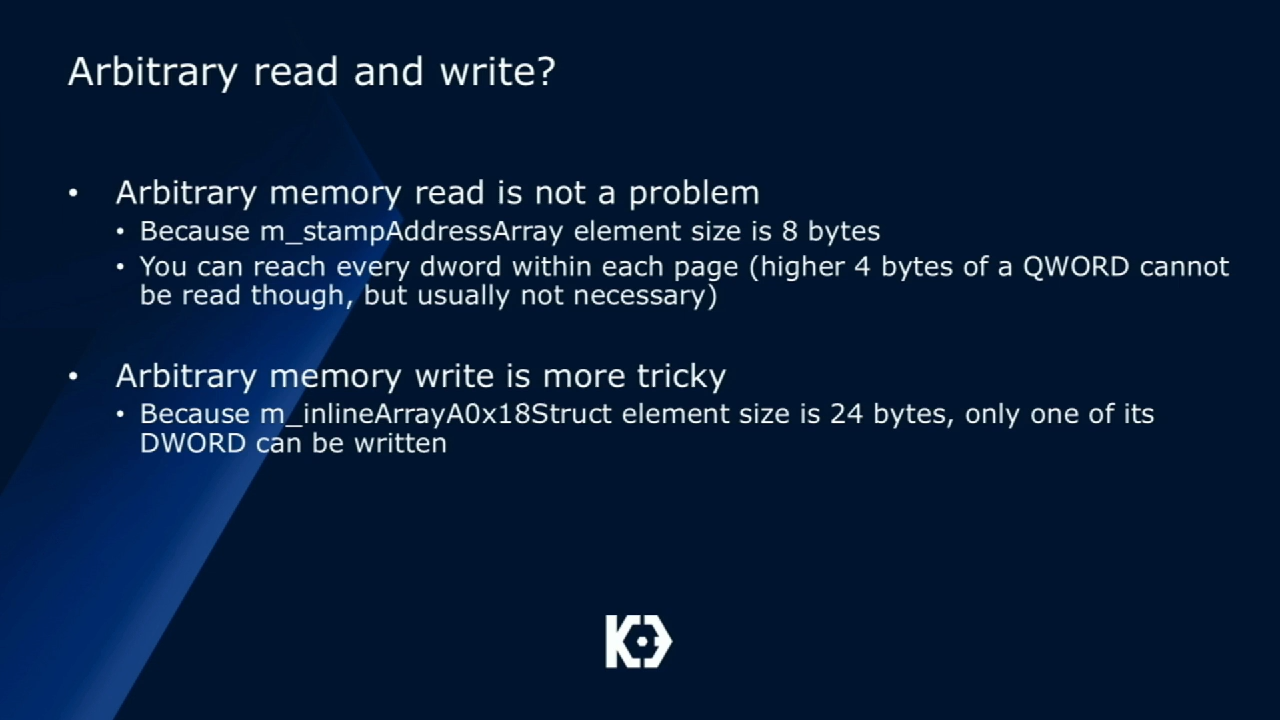 Arbitrary read and write?
• Arbitrary memory read is not a problem
• Because m_stampAddressArray element size is 8 bytes
• You can reach every dword within each page (higher 4 bytes of a QWORD cannot
be read though, but usually not necessary)
• Arbitrary memory write is more tricky
• Because m_inlineArrayA0x18Struct element size is 24 bytes, only one of its
DWORD can be written